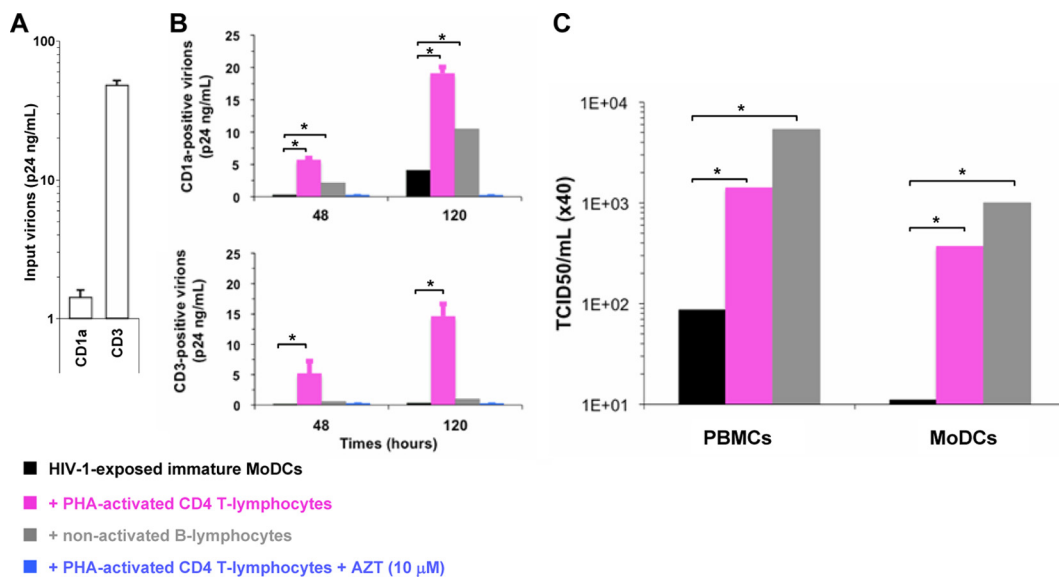 A
Input virions (p24 ng/mL)
100
10
1
CD1a
CD3
B
CD1a-positive virions
(p24 ng/mL)
25
20
15
10
5
0
*
*
*
*
48
120
CD3-positive virions
(p24 ng/mL)
25
20
15
10
5
0
*
*
48
120
Times (hours)
C
TCID50/mL (x40)
1E+04
1E+03
1E+02
1E+01
*
*
*
*
PBMCs
MoDCs
HIV-1-exposed immature MoDCs
+ PHA-activated CD4 T-lymphocytes
+ non-activated B-lymphocytes
+ PHA-activated CD4 T-lymphocytes + AZT (10 μM)